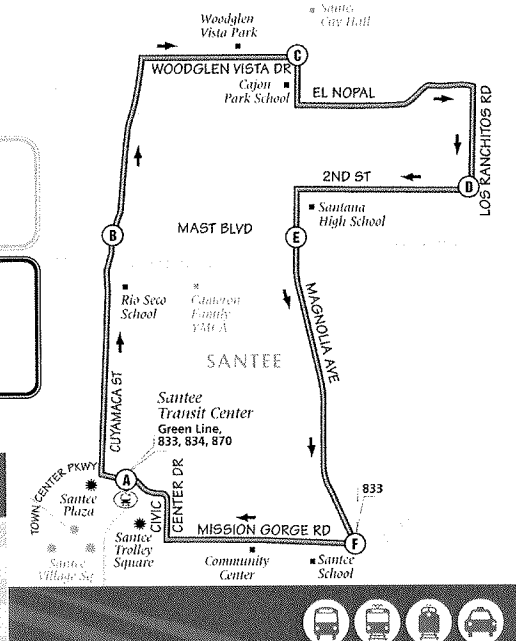 Woodglen
Vista Park
Santee
City Hall
C
WOODGLEN VISTA DR
Cajon
Park School
EL NOPAL
LOS RANCHITOS RD
2ND ST
D
Santana
High School
B
MAST BLVD
E
Rio Seco
School
Cameron
Family
YMCA
MAGNOLIA AVE
SANTEE
CUYAMACA ST
Santee
Transit Center
Green Line,
833, 834, 870
TOWN CENTER PKWY
A
Santee
Plaza
CIVIC
CENTER DR
833
Santee
Trolley
Square
MISSION GORGE RD
F
Santee
Village Sq
Community
Center
Santee
School